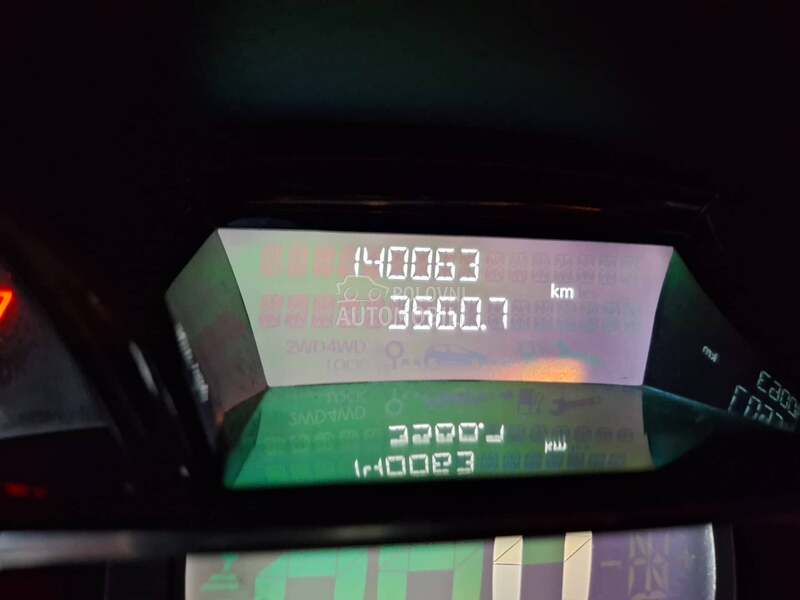 140063
3560.7 km
POLOVNI
AUTOMOBILI
2WD4WD
LOCK